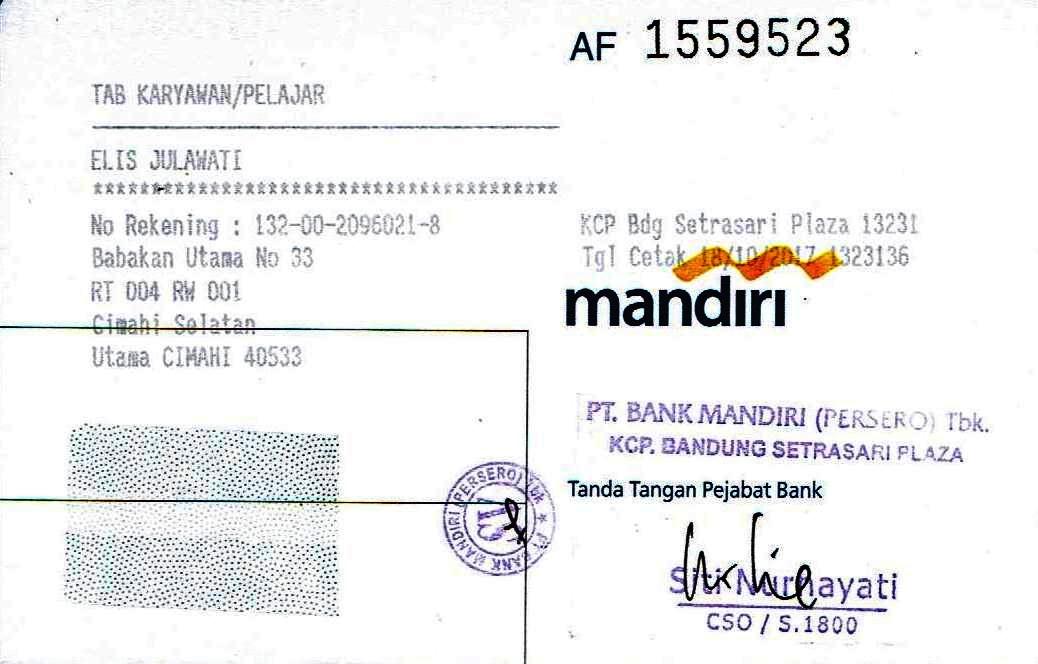 AF 1559523
TAB KARYAWAN/PELAJAR
ELIS JULAWATI
****************************************
No Rekening : 132-00-2096021-8
Babakan Utama No 33
RT 004 RW 001
Cimahi Selatan
Utama CIMAHI 40533
KCP Bdg Setrasari Plaza 13231
Tgl Cetak 18/10/2017 1323136
mandiri
PT. BANK MANDIRI (PERSERO) Tbk.
KCP. BANDUNG SETRASARI PLAZA
Tanda Tangan Pejabat Bank
PT. BANK MANDIRI (PERSERO) Tbk
Siti Nurhayati
CSO / S.1800